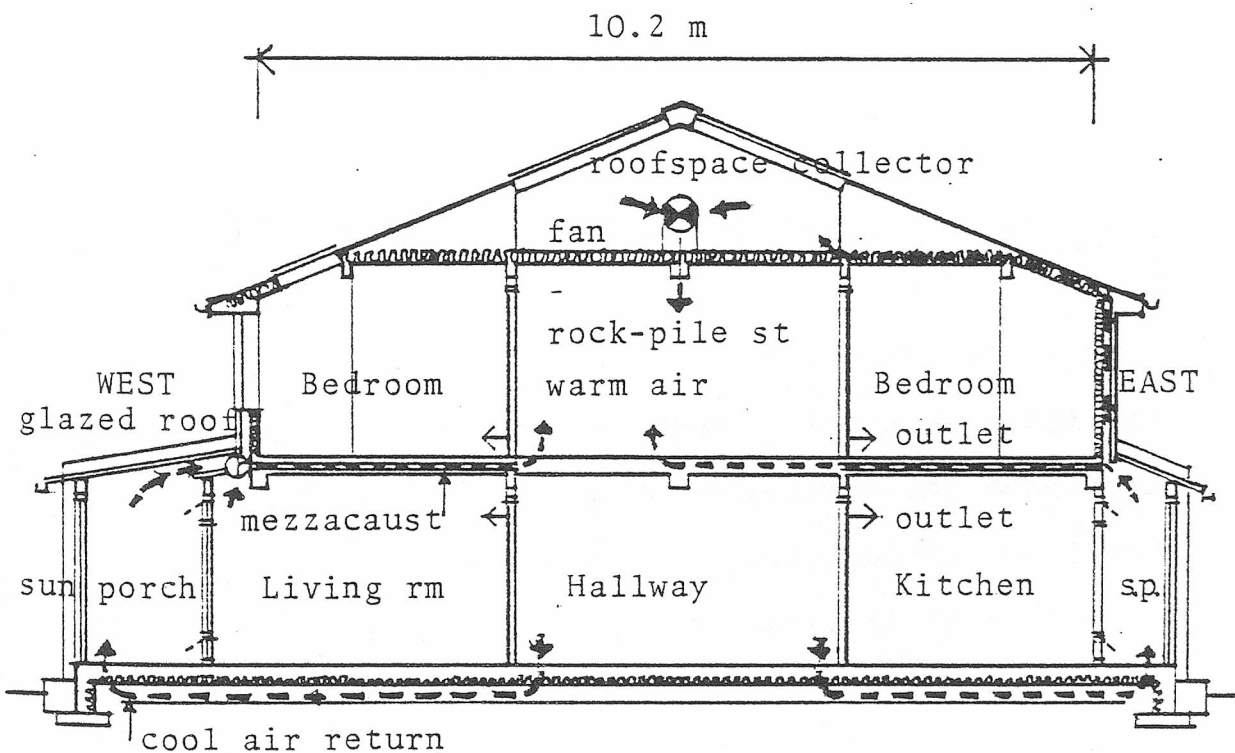 10.2 m
roofspace collector
fan
rock-pile st
WEST
Bedroom
warm air
Bedroom
EAST
glazed roof
outlet
mezzacaust
outlet
sun porch
Living rm
Hallway
Kitchen
s.p.
cool air return